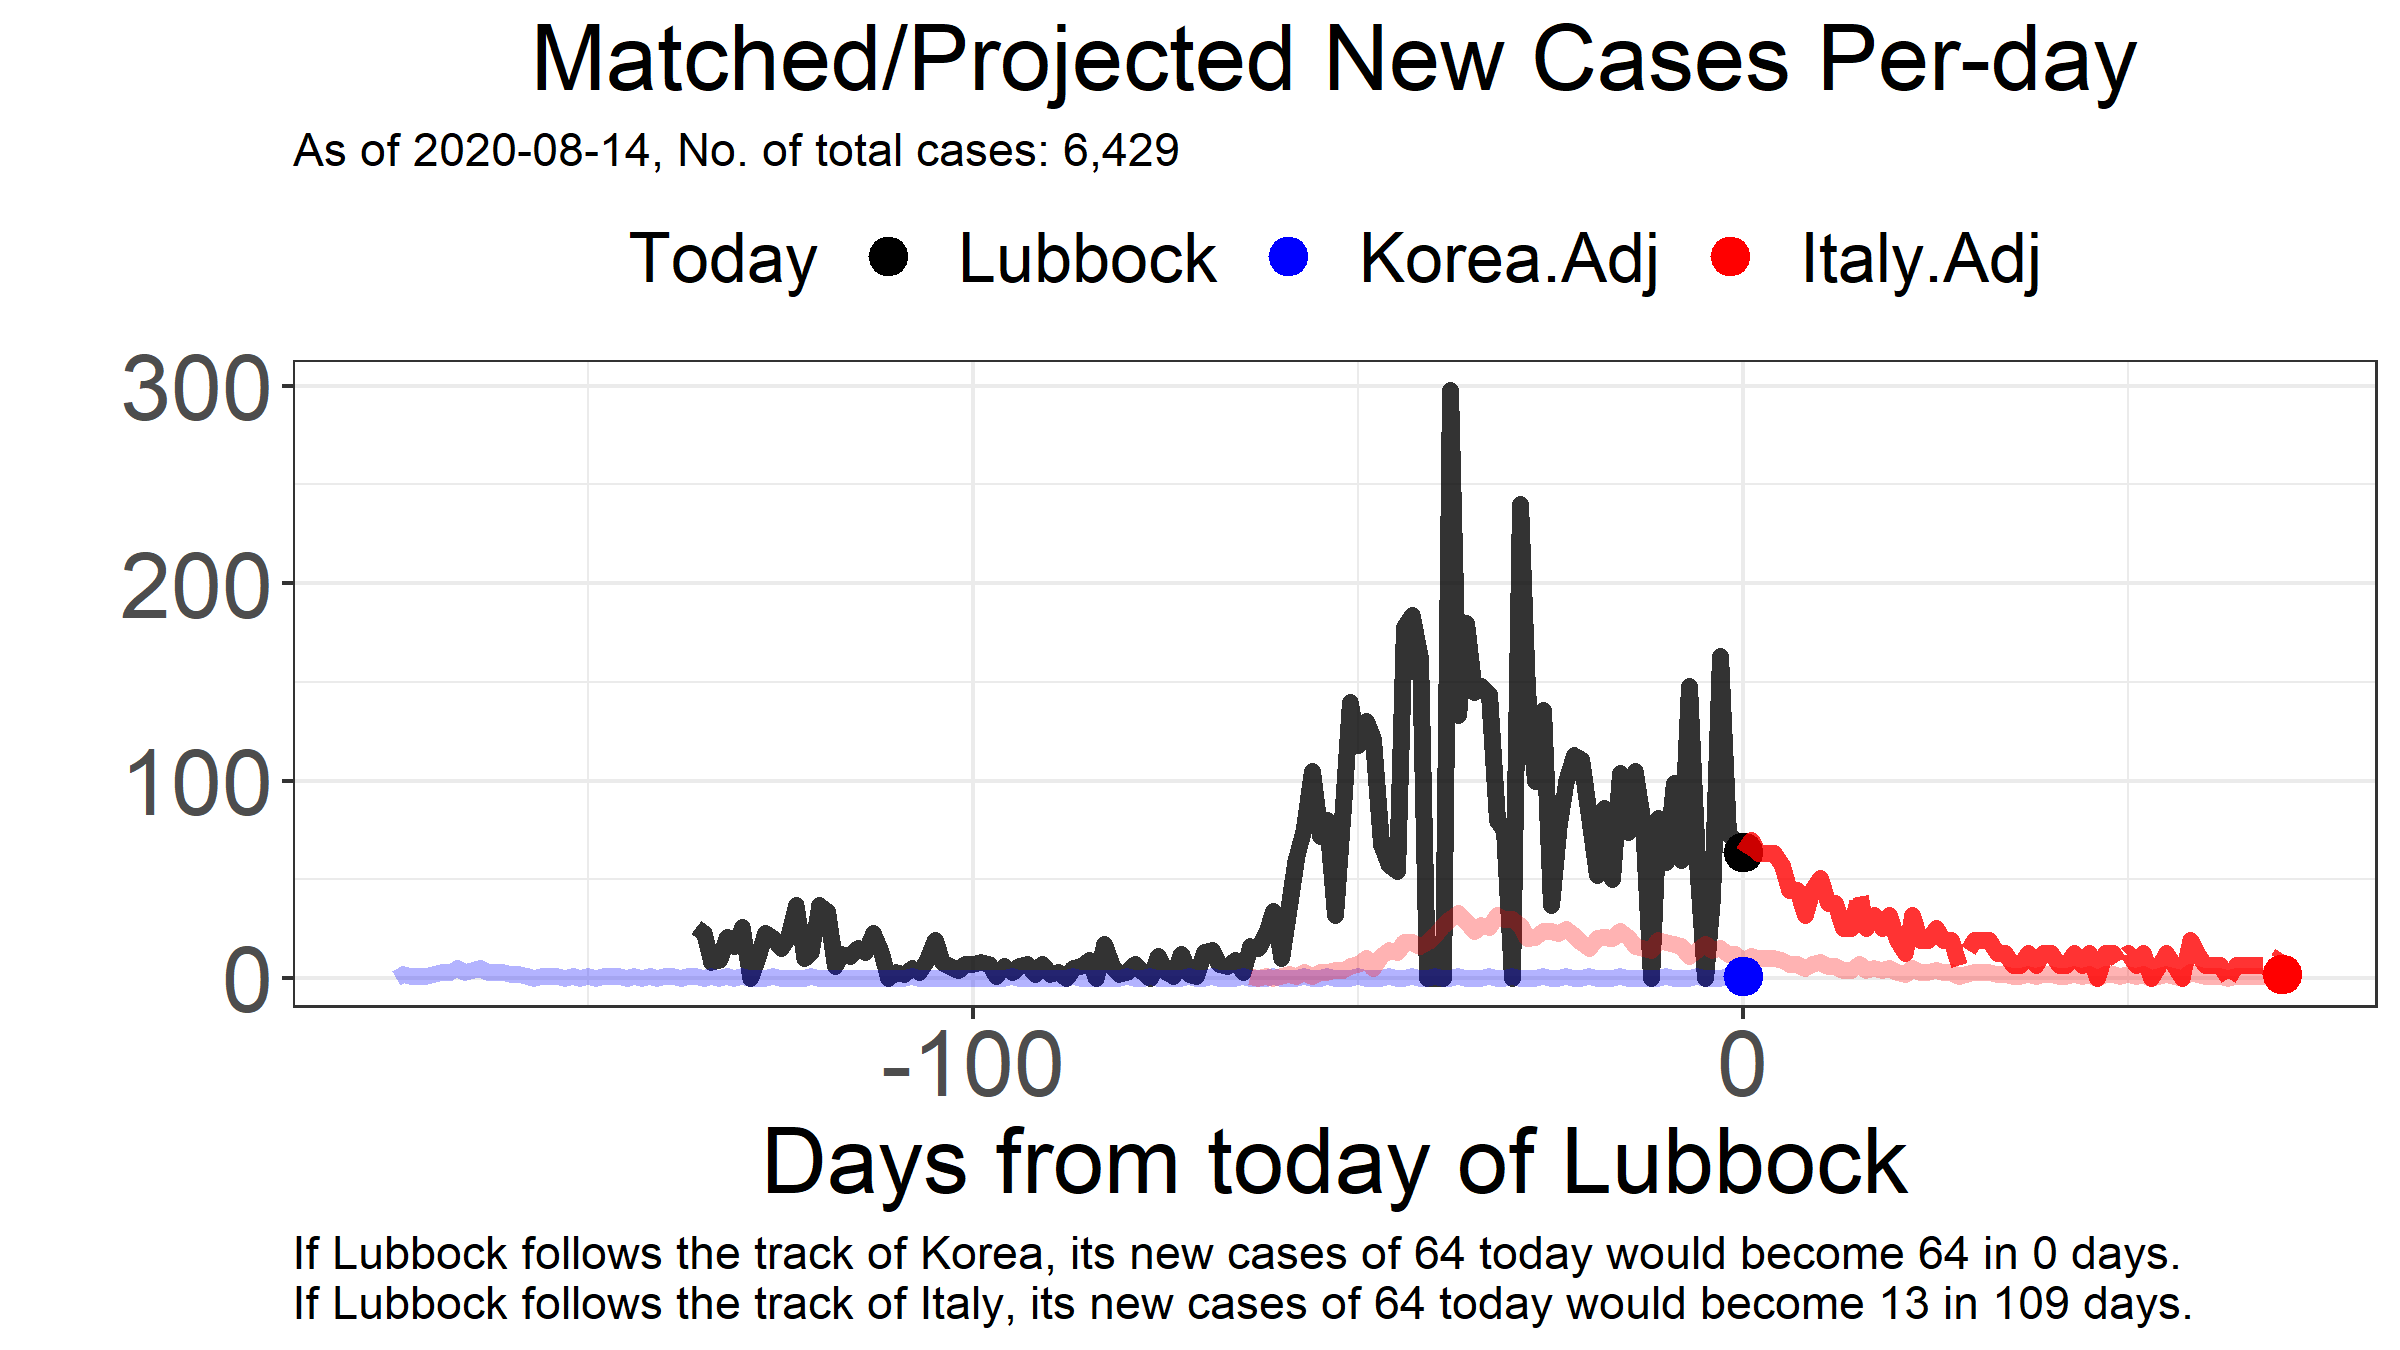 Matched/Projected New Cases Per-day
As of 2020-08-14, No. of total cases: 6,429
Today Lubbock Korea.Adj Italy.Adj
300
200
100
0
-100 0
Days from today of Lubbock
If Lubbock follows the track of Korea, its new cases of 64 today would become 64 in 0 days.
If Lubbock follows the track of Italy, its new cases of 64 today would become 13 in 109 days.